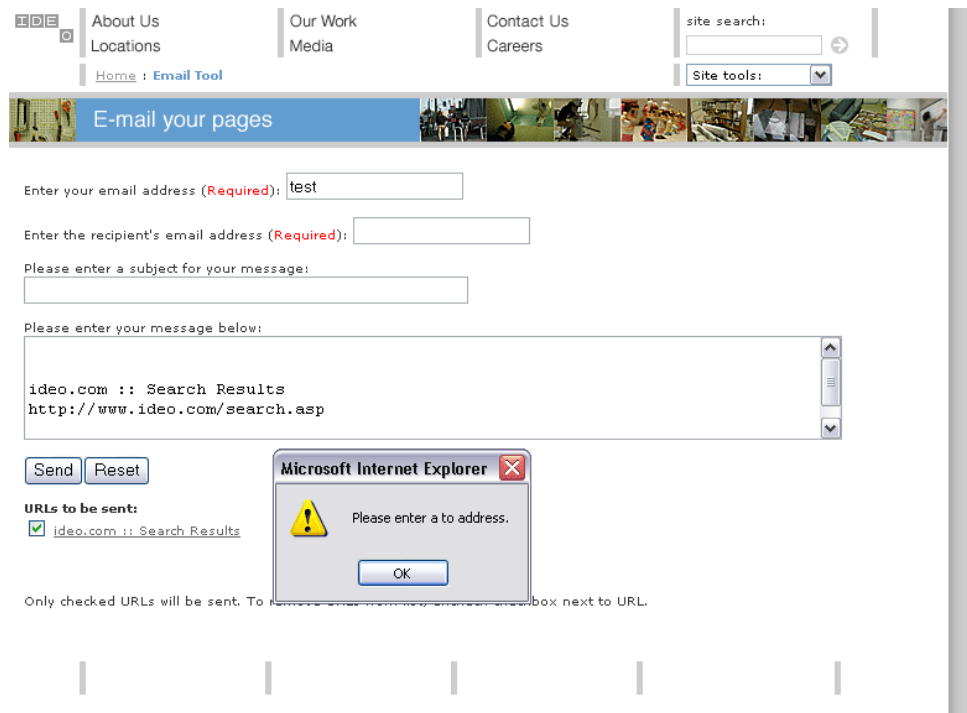 IDEO
About Us
Our Work
Contact Us
site search:
Locations
Media
Careers
Home : Email Tool
Site tools:
E-mail your pages
Enter your email address (Required): test
Enter the recipient's email address (Required):
Please enter a subject for your message:
Please enter your message below:
ideo.com :: Search Results
http://www.ideo.com/search.asp
Send
Reset
Microsoft Internet Explorer
Please enter a to address.
OK
URLs to be sent:
ideo.com :: Search Results
Only checked URLs will be sent. To box next to URL.